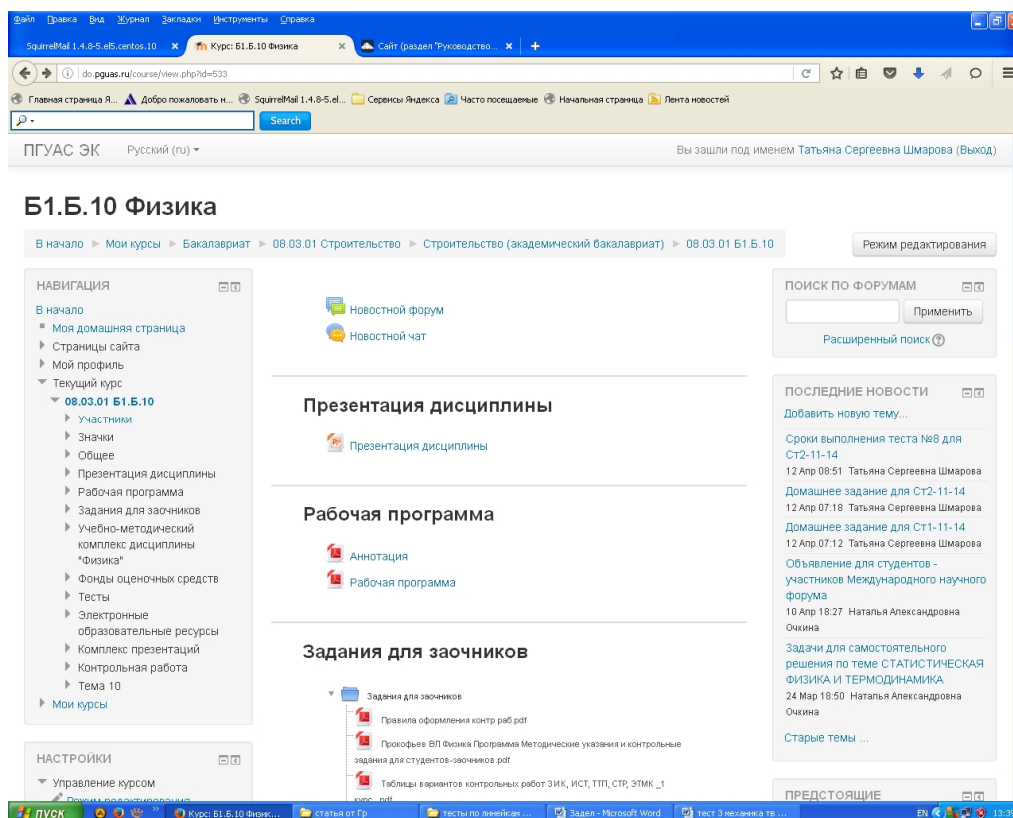 Файл Правка Вид Журнал Закладки Инструменты Справка
SquirrelMail 1.4.8-5.el5.centos.10 × Курс: Б1.Б.10 Физика × Сайт (раздел "Руководство... × +
do.pguas.ru/course/view.php?id=533
Главная страница Я... Добро пожаловать н... SquirrelMail 1.4.8-5.el... Сервисы Яндекса Часто посещаемые Начальная страница Лента новостей
Search
ПГУАС ЭК Русский (ru) Вы зашли под именем Татьяна Сергеевна Шмарова (Выход)
Б1.Б.10 Физика
В начало ► Мои курсы ► Бакалавриат ► 08.03.01 Строительство ► Строительство (академический бакалавриат) ► 08.03.01 Б1.Б.10
Режим редактирования
НАВИГАЦИЯ
В начало
Моя домашняя страница
Страницы сайта
Мой профиль
Текущий курс
08.03.01 Б1.Б.10
Участники
Значки
Общее
Презентация дисциплины
Рабочая программа
Задания для заочников
Учебно-методический
комплекс дисциплины
"Физика"
Фонды оценочных средств
Тесты
Электронные
образовательные ресурсы
Комплекс презентаций
Контрольная работа
Тема 10
Мои курсы
НАСТРОЙКИ
Управление курсом
Режим редактирования
Новостной форум
Новостной чат
Презентация дисциплины
Презентация дисциплины
Рабочая программа
Аннотация
Рабочая программа
Задания для заочников
Задания для заочников
Правила оформления контр раб.pdf
Прокофьев ВЛ Физика Программа Методические указания и контрольные
задания для студентов-заочников.pdf
Таблицы вариантов контрольных работ ЗИК, ИСТ, ТТП, СТР, ЭТМК _1
курс_.pdf
ПОИСК ПО ФОРУМАМ
Применить
Расширенный поиск
ПОСЛЕДНИЕ НОВОСТИ
Добавить новую тему...
Сроки выполнения теста №8 для
Ст2-11-14
12 Апр 08:51 Татьяна Сергеевна Шмарова
Домашнее задание для Ст2-11-14
12 Апр 07:18 Татьяна Сергеевна Шмарова
Домашнее задание для Ст1-11-14
12 Апр 07:12 Татьяна Сергеевна Шмарова
Объявление для студентов -
участников Международного научного
форума
10 Апр 18:27 Наталья Александровна
Очкина
Задачи для самостоятельного
решения по теме СТАТИСТИЧЕСКАЯ
ФИЗИКА И ТЕРМОДИНАМИКА
24 Мар 18:50 Наталья Александровна
Очкина
Старые темы ...
ПРЕДСТОЯЩИЕ
пуск Курс: Б1.Б.10 Физик... статья от Гр тесты по линейкам ... Задел - Microsoft Word тест 3 механика тв ... EN 13:39